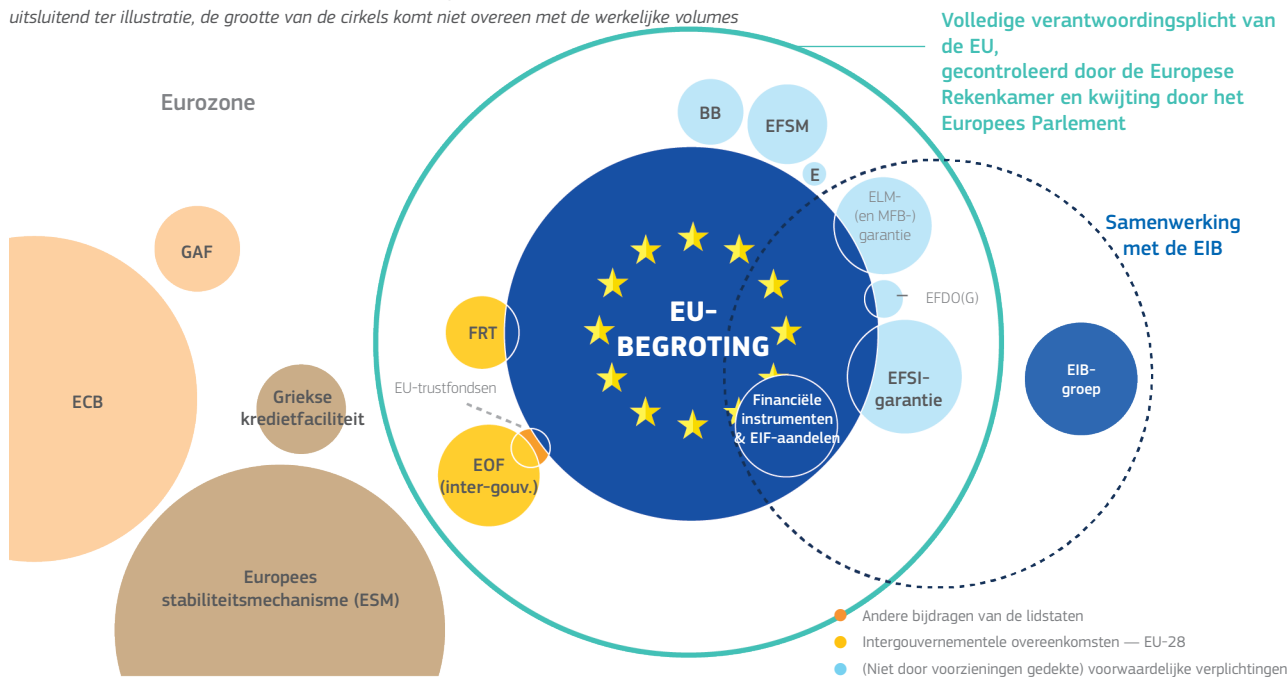 uitsluitend ter illustratie, de grootte van de cirkels komt niet overeen met de werkelijke volumes
Volledige verantwoordingsplicht van
de EU,
gecontroleerd door de Europese
Rekenkamer en kwijting door het
Europees Parlement
Eurozone
BB
EFSM
E
ELM-
(en MFB-)
garantie
Samenwerking
met de EIB
GAF
EFDO(G)
EU-
BEGROTING
FRT
EU-trustfondsen
EFSI-
garantie
EIB-
groep
ECB
Griekse
kredietfaciliteit
Financiële
instrumenten
& EIF-aandelen
EOF
(inter-gouv.)
Europees
stabiliteitsmechanisme (ESM)
Andere bijdragen van de lidstaten
Intergouvernementele overeenkomsten — EU-28
(Niet door voorzieningen gedekte) voorwaardelijke verplichtingen